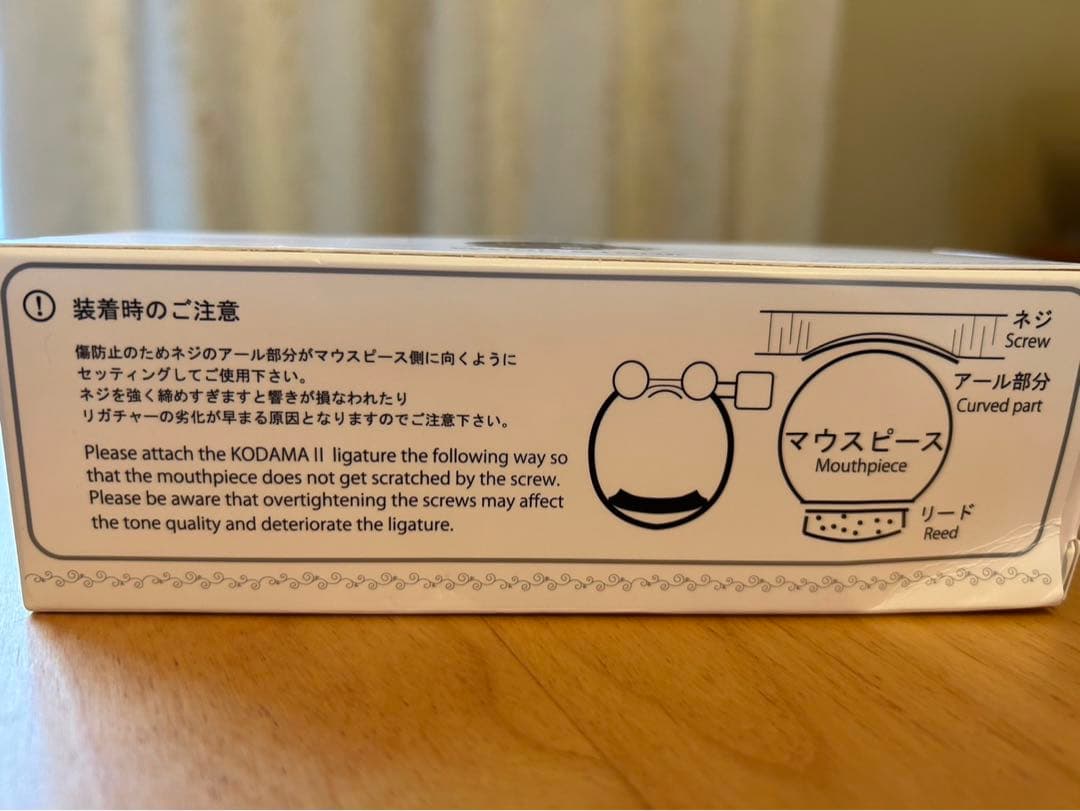 ! 装着時のご注意
傷防止のためネジのアール部分がマウスピース側に向くように
セッティングしてご使用下さい。
ネジを強く締めすぎますと響きが損なわれたり
リガチャーの劣化が早まる原因となりますのでご注意下さい。
Please attach the KODAMA II ligature the following way so
that the mouthpiece does not get scratched by the screw.
Please be aware that overtightening the screws may affect
the tone quality and deteriorate the ligature.
ネジ
Screw
アール部分
Curved part
マウスピース
Mouthpiece
リード
Reed